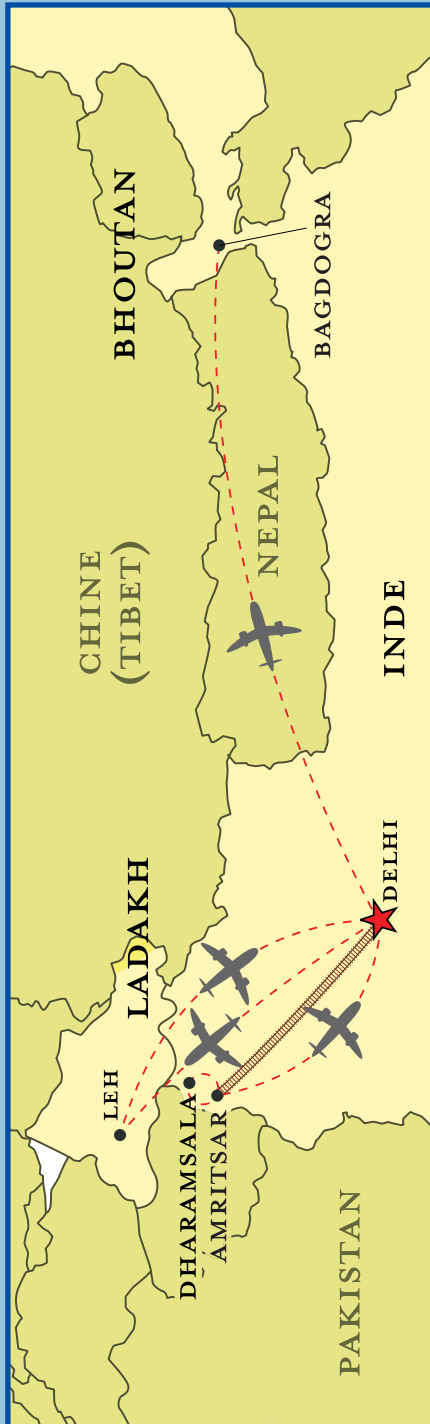 BHOUTAN
BAGDOGRA
CHINE
(TIBET)
NEPAL
INDE
LADAKH
DELHI
LEH
DHARAMSALA
AMRITSAR
PAKISTAN